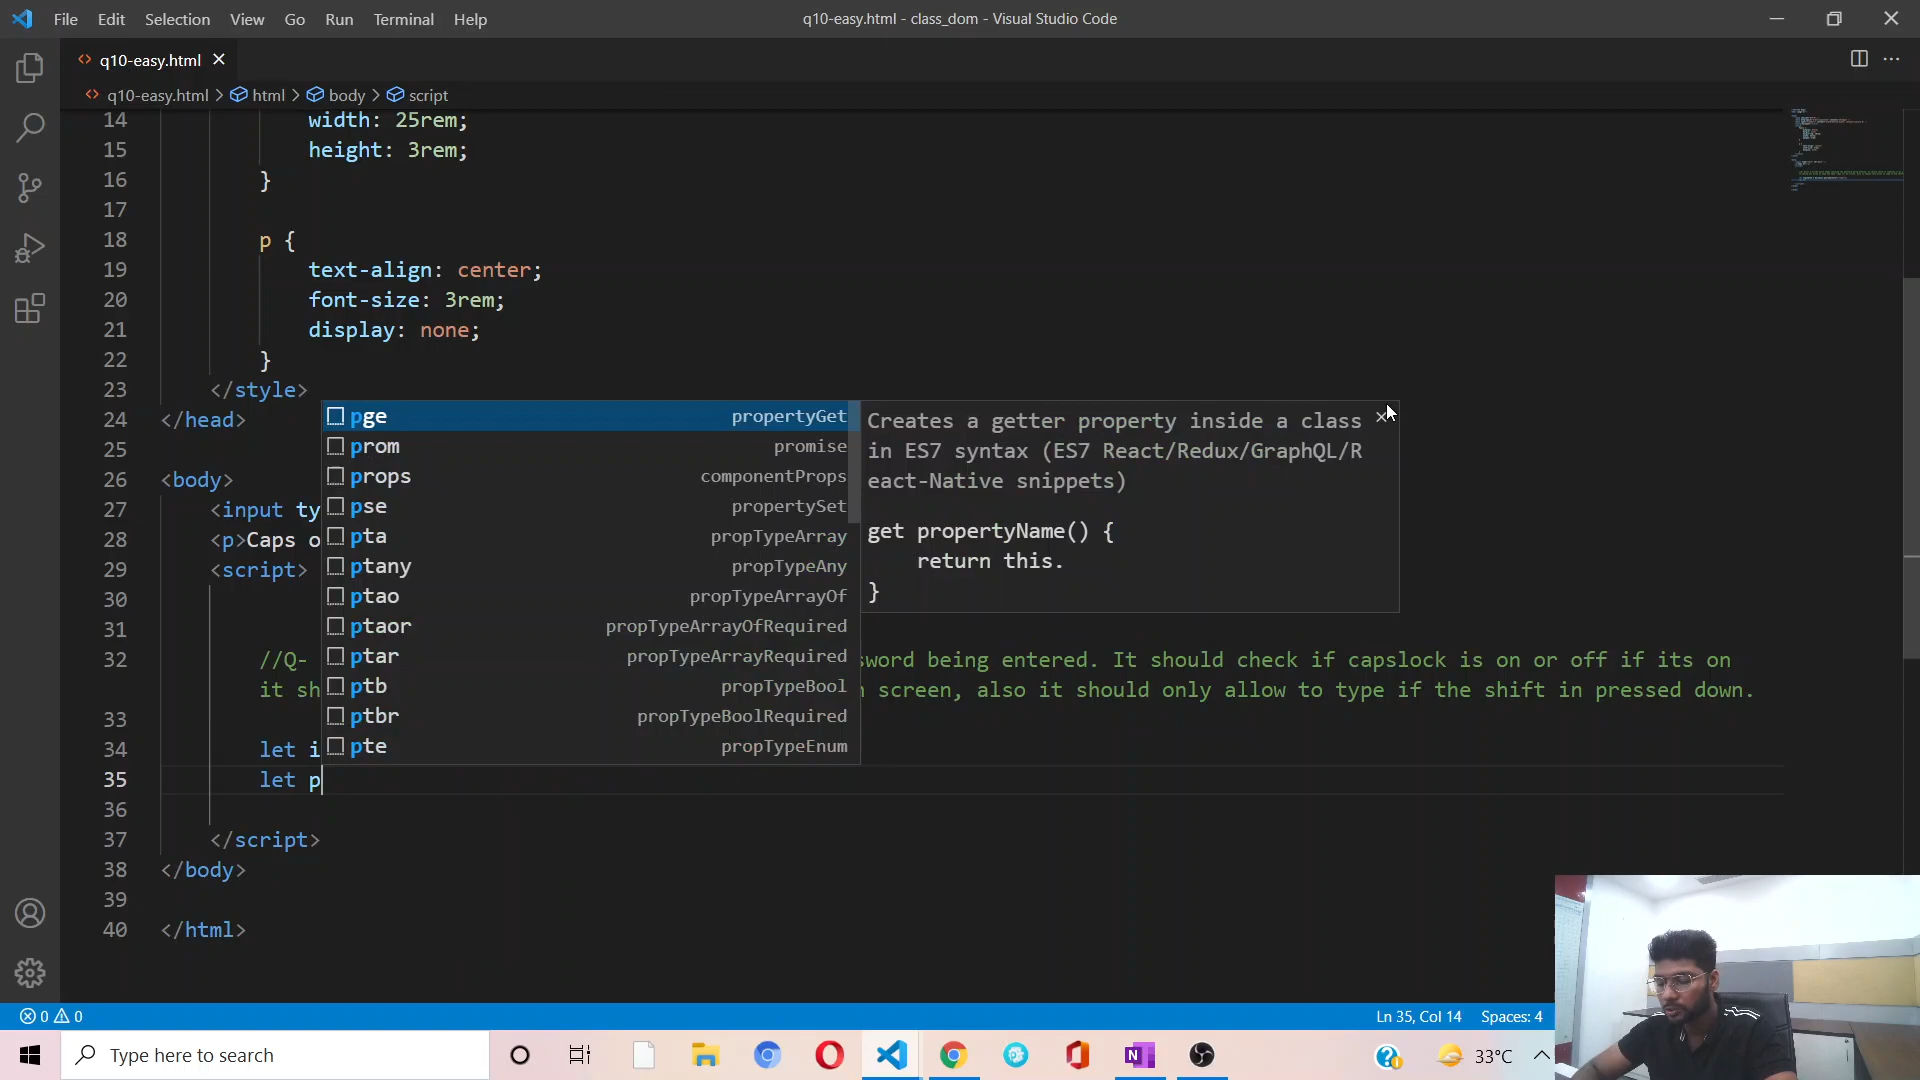 File Edit Selection View Go Run Terminal Help
q10-easy.html - class_dom - Visual Studio Code
q10-easy.html
q10-easy.html > html > body > script
14 width: 25rem;
15 height: 3rem;
16 }
17
18 p {
19 text-align: center;
20 font-size: 3rem;
21 display: none;
22 }
23 </style>
24 </head>
25
26 <body>
27 <input ty
28 <p>Caps o
29 <script>
30
31
32 //Q- sword being entered. It should check if capslock is on or off if its on
it sh screen, also it should only allow to type if the shift in pressed down.
33
34 let i
35 let p
36
37 </script>
38 </body>
39
40 </html>
pge propertyGet
prom promise
props componentProps
pse propertySet
pta propTypeArray
ptany propTypeAny
ptao propTypeArrayOf
ptaor propTypeArrayOfRequired
ptar propTypeArrayRequired
ptb propTypeBool
ptbr propTypeBoolRequired
pte propTypeEnum
Creates a getter property inside a class
in ES7 syntax (ES7 React/Redux/GraphQL/R
eact-Native snippets)
get propertyName() {
return this.
}
0 0
Ln 35, Col 14 Spaces: 4
Type here to search
33°C